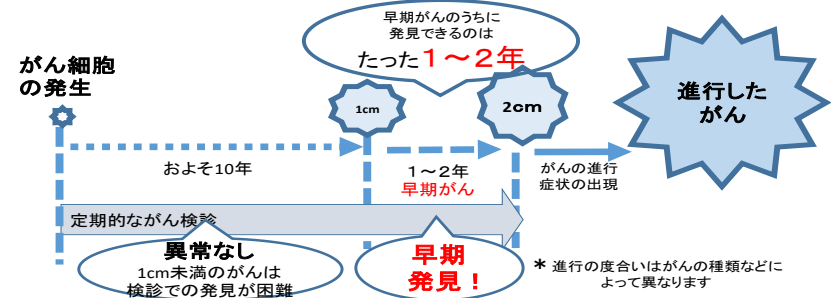 早期がんのうちに
発見できるのは
たった１～２年
がん細胞
の発生
1cm
2cm
進行した
がん
およそ10年
１～２年
早期がん
がんの進行
症状の出現
定期的ながん検診
異常なし
1cm未満のがんは
検診での発見が困難
早期
発見！
＊進行の度合いはがんの種類などに
よって異なります